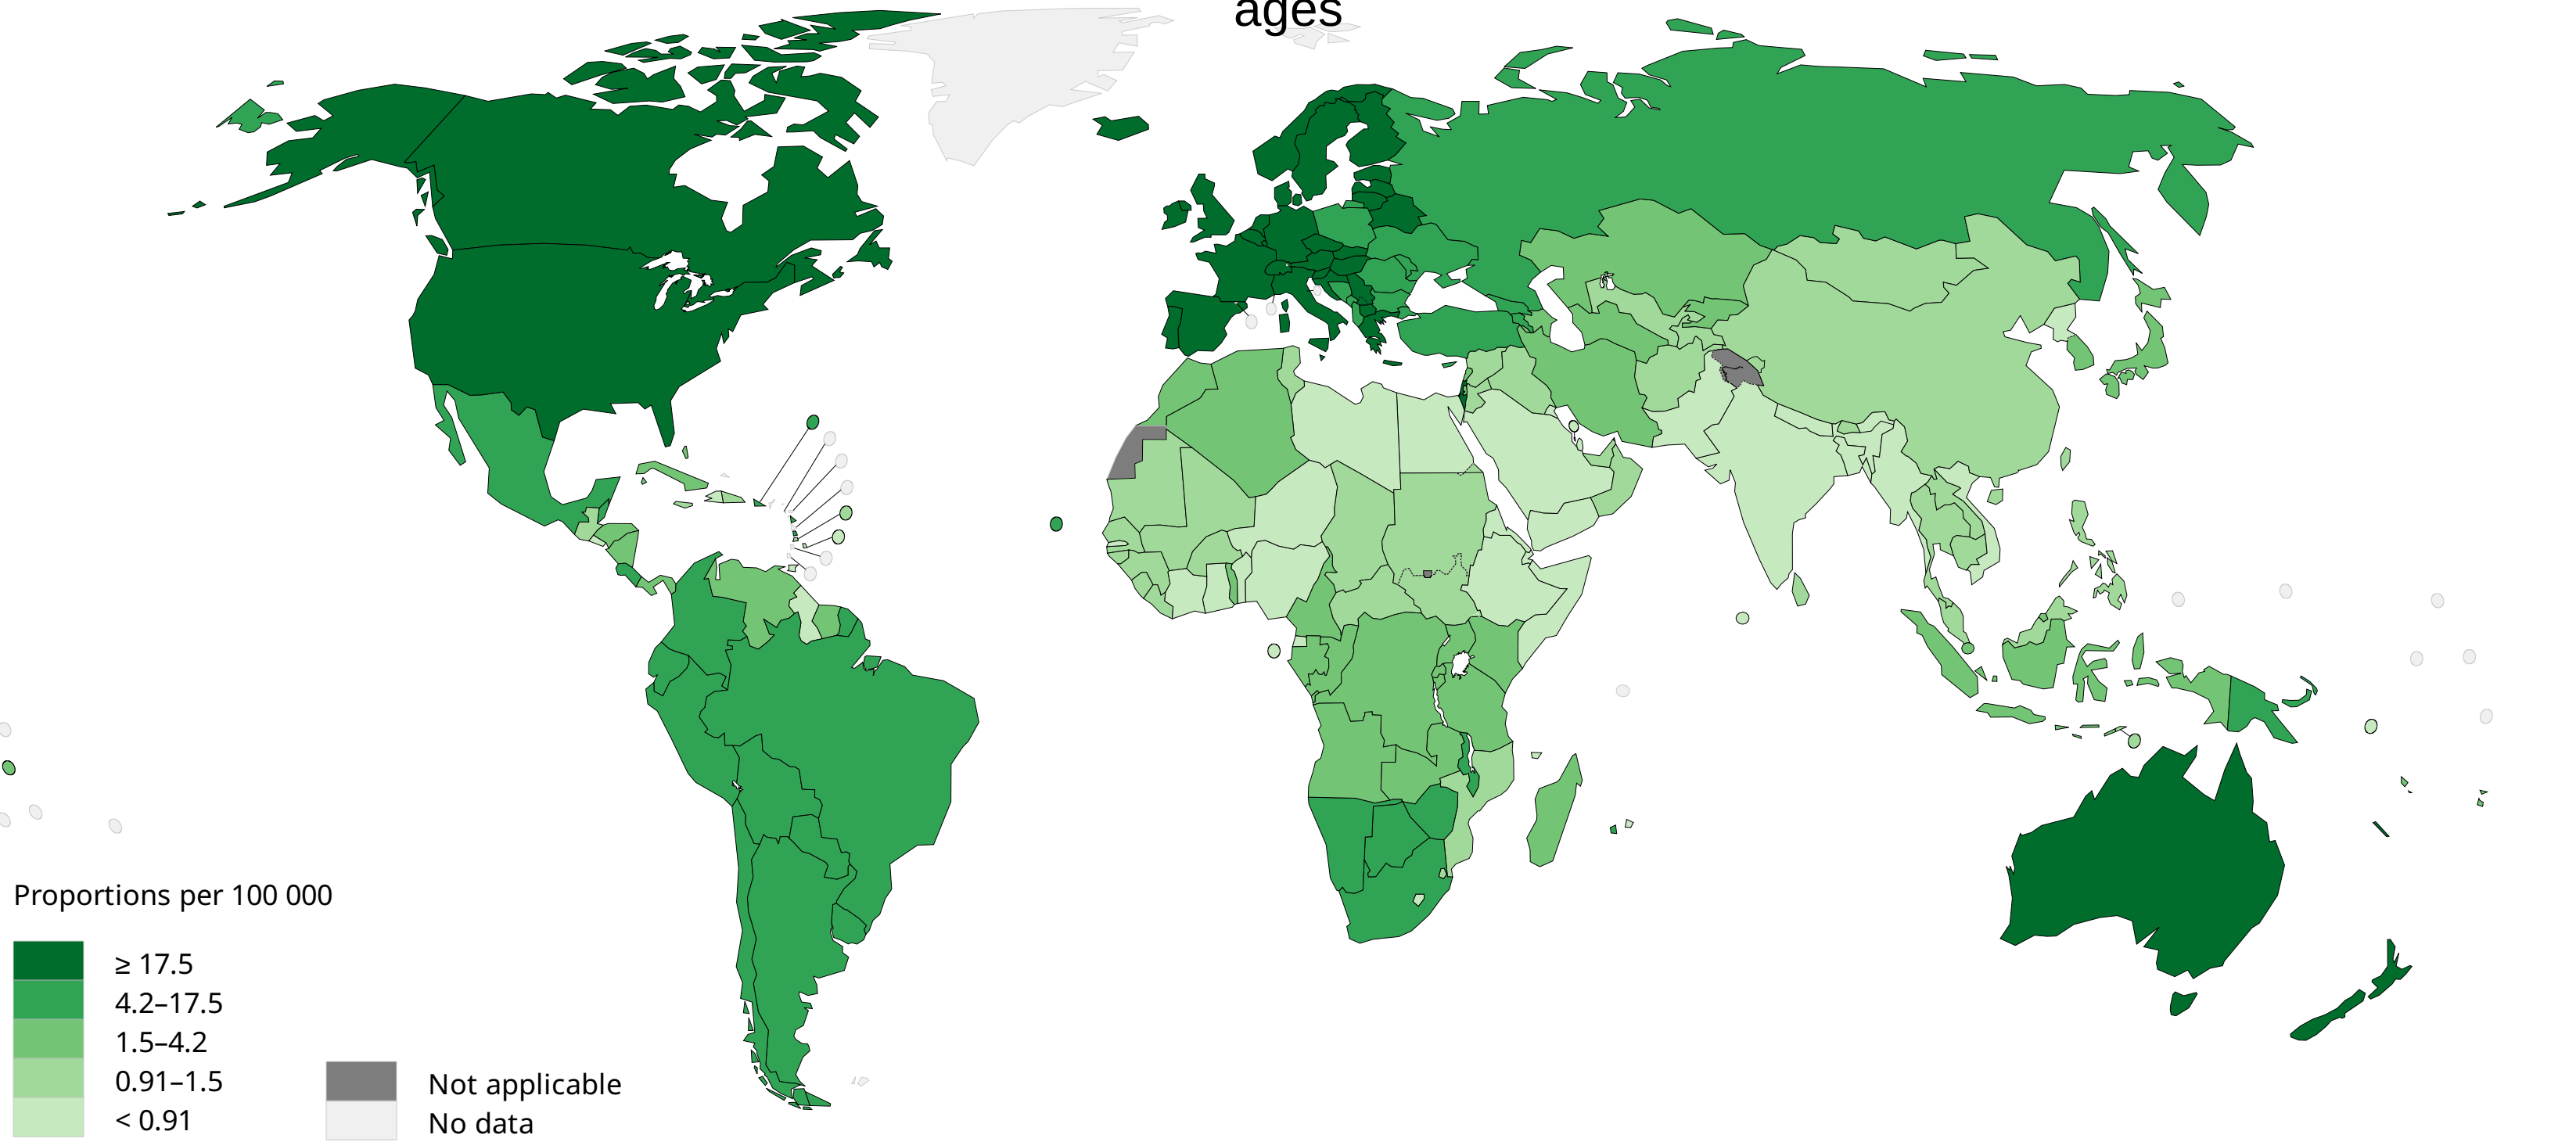 ages
Proportions per 100 000
≥ 17.5
4.2–17.5
1.5–4.2
0.91–1.5
< 0.91
Not applicable
No data